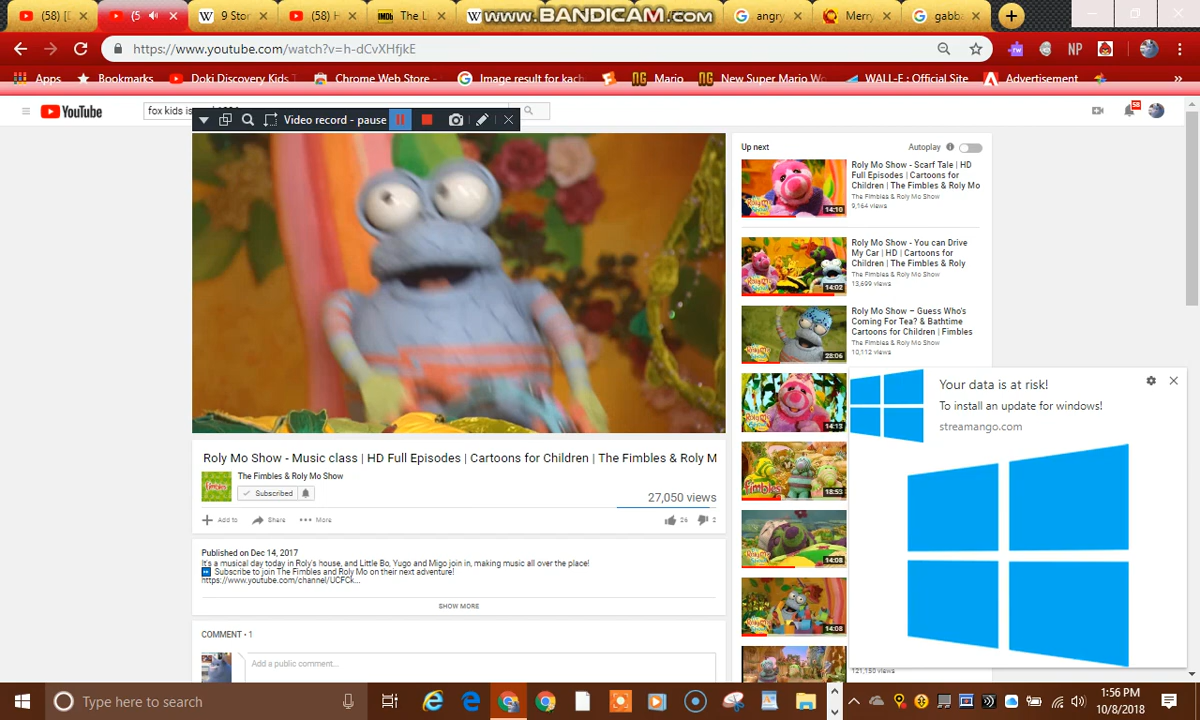 (58) [
(5
9 Stor
(58) H
IMDb The L
www.BANDICAM.com
angry
Merry
gabba
https://www.youtube.com/watch?v=h-dCvXHfjkE
NP
Apps Bookmarks Doki Discovery Kids Chrome Web Store - Image result for kach Mario New Super Mario Wo WALL-E : Official Site Advertisement »
YouTube
fox kids is
58
Video record - pause
Up next
Autoplay
Roly Mo Show - Scarf Tale | HD
Full Episodes | Cartoons for
Children | The Fimbles & Roly Mo
The Fimbles & Roly Mo Show
9,164 views
14:10
Roly Mo Show - You can Drive
My Car | HD | Cartoons for
Children | The Fimbles & Roly
The Fimbles & Roly Mo Show
13,699 views
14:02
Roly Mo Show – Guess Who's
Coming For Tea? & Bathtime
Cartoons for Children | Fimbles
The Fimbles & Roly Mo Show
10,112 views
28:06
14:13
18:53
14:08
14:08
121,150 views
Your data is at risk!
To install an update for windows!
streamango.com
Roly Mo Show - Music class | HD Full Episodes | Cartoons for Children | The Fimbles & Roly M
The Fimbles & Roly Mo Show
Subscribed
27,050 views
Add to Share More
26 2
Published on Dec 14, 2017
It's a musical day today in Roly's house, and Little Bo, Yugo and Migo join in, making music all over the place!
Subscribe to join The Fimbles and Roly Mo on their next adventure!
https://www.youtube.com/channel/UCFCk...
SHOW MORE
COMMENT • 1
Add a public comment...
Type here to search
1:56 PM
10/8/2018